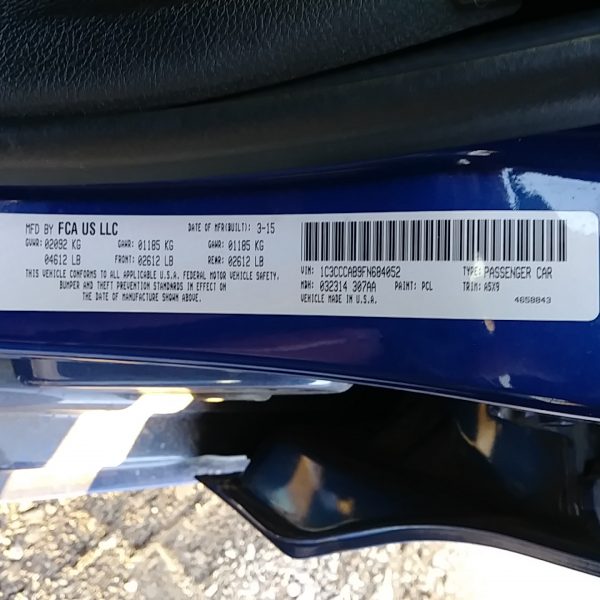 MFD BY FCA US LLC DATE OF MFR(BUILT): 3-15
GVWR: 02092 KG GAWR: 01185 KG GAWR: 01185 KG
04612 LB FRONT: 02612 LB REAR: 02612 LB
THIS VEHICLE CONFORMS TO ALL APPLICABLE U.S.A. FEDERAL MOTOR VEHICLE SAFETY,
BUMPER AND THEFT PREVENTION STANDARDS IN EFFECT ON
THE DATE OF MANUFACTURE SHOWN ABOVE.
VIN: 1C3CCCAB9FN684052 TYPE: PASSENGER CAR
MDH: 032314 307AA PAINT: PCL TRIM: A5X9
VEHICLE MADE IN U.S.A. 4658843